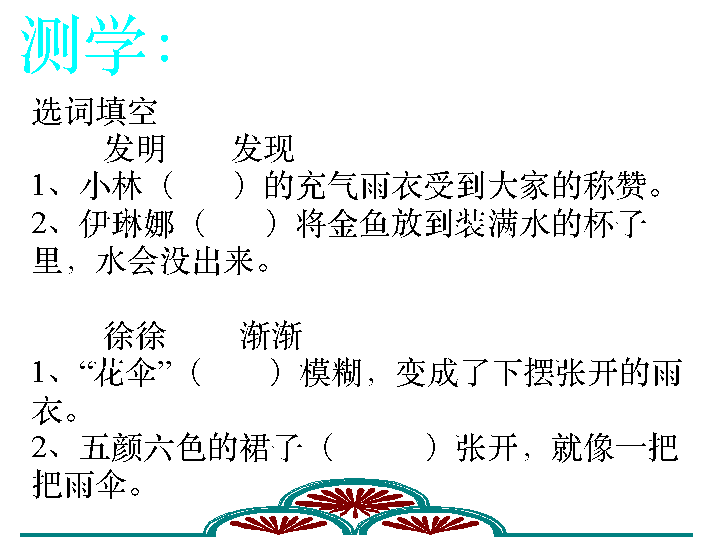 测学:
选词填空
发明 发现
1、小林（ ）的充气雨衣受到大家的称赞。
2、伊琳娜（ ）将金鱼放到装满水的杯子
里，水会没出来。
徐徐 渐渐
1、“花伞”（ ）模糊，变成了下摆张开的雨
衣。
2、五颜六色的裙子（ ）张开，就像一把
把雨伞。